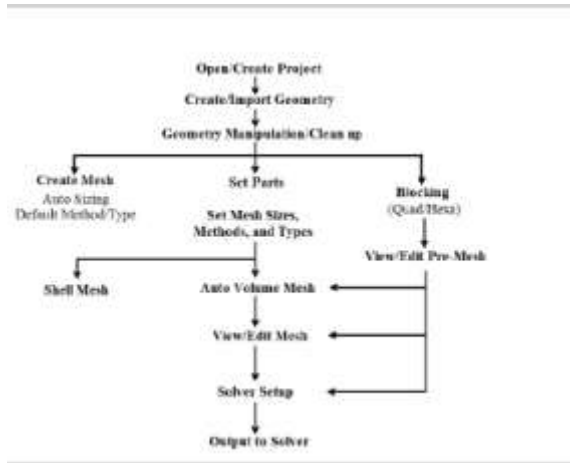 Open/Create Project
Create/Import Geometry
Geometry Manipulation/Clean up
Create Mesh
Auto Sizing
Default Method/Type
Set Parts
Set Mesh Sizes,
Methods, and Types
Blocking
(Quad/Hexa)
View/Edit Pre-Mesh
Shell Mesh
Auto Volume Mesh
View/Edit Mesh
Solver Setup
Output to Solver